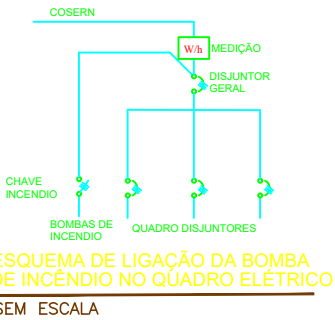 COSERN
W/h
MEDIÇÃO
DISJUNTOR
GERAL
CHAVE
INCENDIO
BOMBAS DE
INCENDIO
QUADRO DISJUNTORES
ESQUEMA DE LIGAÇÃO DA BOMBA
DE INCÊNDIO NO QUADRO ELÉTRICO
SEM ESCALA